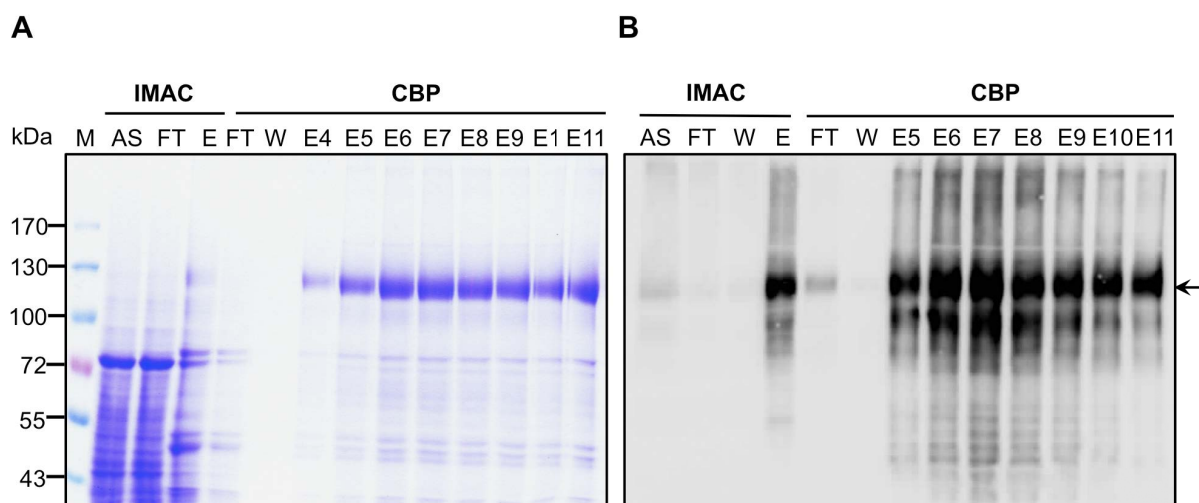 A
B
IMAC CBP
IMAC CBP
kDa M AS FT E FT W E4 E5 E6 E7 E8 E9 E1 E11
AS FT W E FT W E5 E6 E7 E8 E9 E10 E11
170
130
100
72
55
43